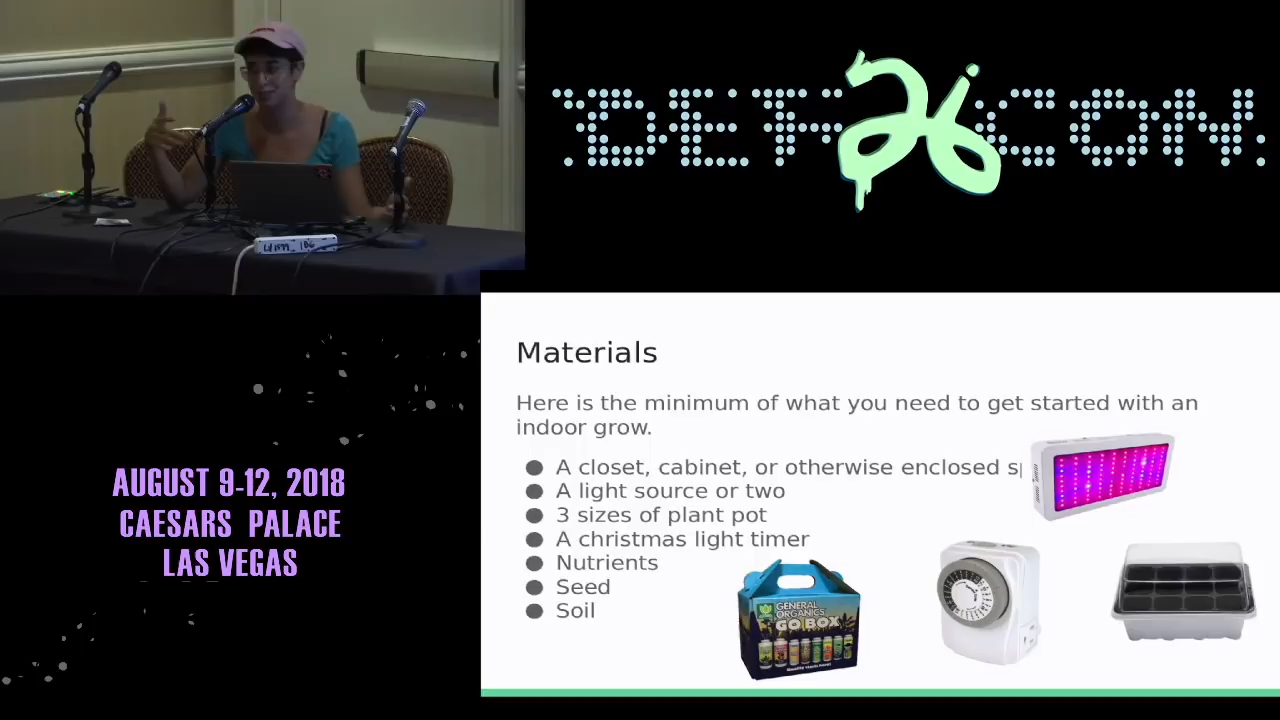 DEF 26 CON
Materials
Here is the minimum of what you need to get started with an
indoor grow.
A closet, cabinet, or otherwise enclosed
A light source or two
3 sizes of plant pot
A christmas light timer
Nutrients
Seed
Soil
GENERAL
ORGANICS
GO BOX
AUGUST 9-12, 2018
CAESARS PALACE
LAS VEGAS